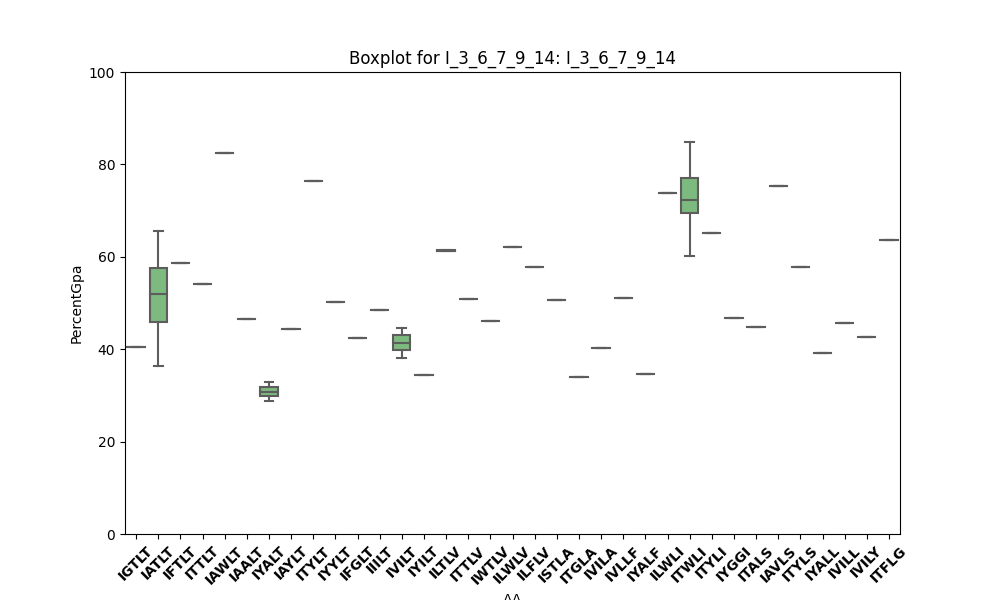 Boxplot for I_3_6_7_9_14: I_3_6_7_9_14
PercentGpa
100
80
60
40
20
0
IGTLT
IATLT
IFTLT
ITTLT
IAWLT
IAALT
IYALT
IAYLT
ITYLT
IYYLT
IFGLT
IIILT
IVILT
IYILT
ILTLV
ITTLV
IWTLV
ILWLV
ILFLV
ISTLA
ITGLA
IVILA
IVLLF
IYALF
ILWLI
ITWLI
ITYLI
IYGGI
ITALS
IAVLS
ITYLS
IYALL
IVILL
IVILY
ITFLG
AA